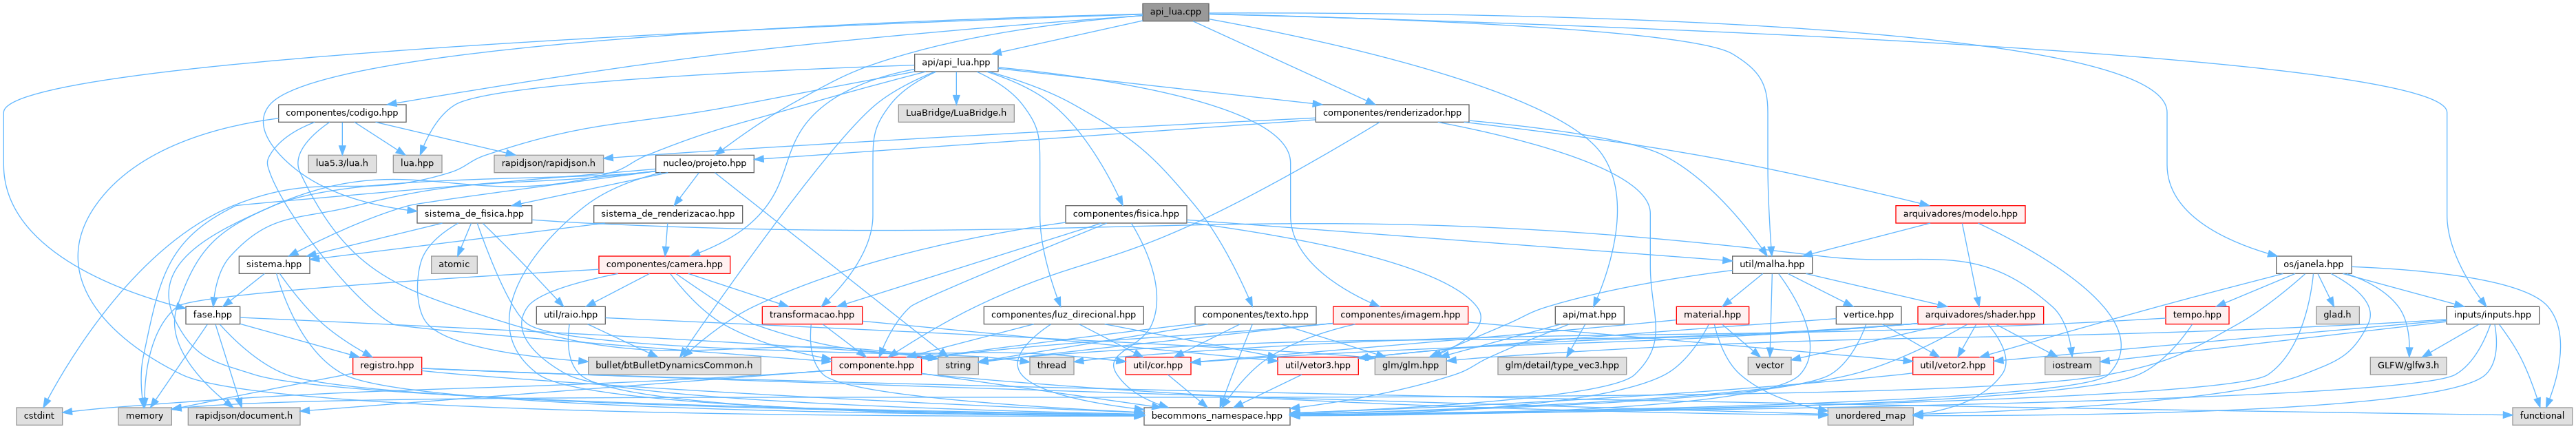 api_lua.cpp
api/api_lua.hpp
componentes/codigo.hpp
LuaBridge/LuaBridge.h
componentes/renderizador.hpp
lua5.3/lua.h
lua.hpp
rapidjson/rapidjson.h
nucleo/projeto.hpp
sistema_de_fisica.hpp
sistema_de_renderizacao.hpp
componentes/fisica.hpp
arquivadores/modelo.hpp
sistema.hpp
atomic
componentes/camera.hpp
util/malha.hpp
os/janela.hpp
fase.hpp
util/raio.hpp
transformacao.hpp
componentes/luz_direcional.hpp
componentes/texto.hpp
componentes/imagem.hpp
api/mat.hpp
material.hpp
vertice.hpp
arquivadores/shader.hpp
tempo.hpp
glad.h
inputs/inputs.hpp
registro.hpp
bullet/btBulletDynamicsCommon.h
componente.hpp
string
thread
util/cor.hpp
util/vetor3.hpp
glm/glm.hpp
glm/detail/type_vec3.hpp
vector
util/vetor2.hpp
iostream
GLFW/glfw3.h
cstdint
memory
rapidjson/document.h
becommons_namespace.hpp
unordered_map
functional